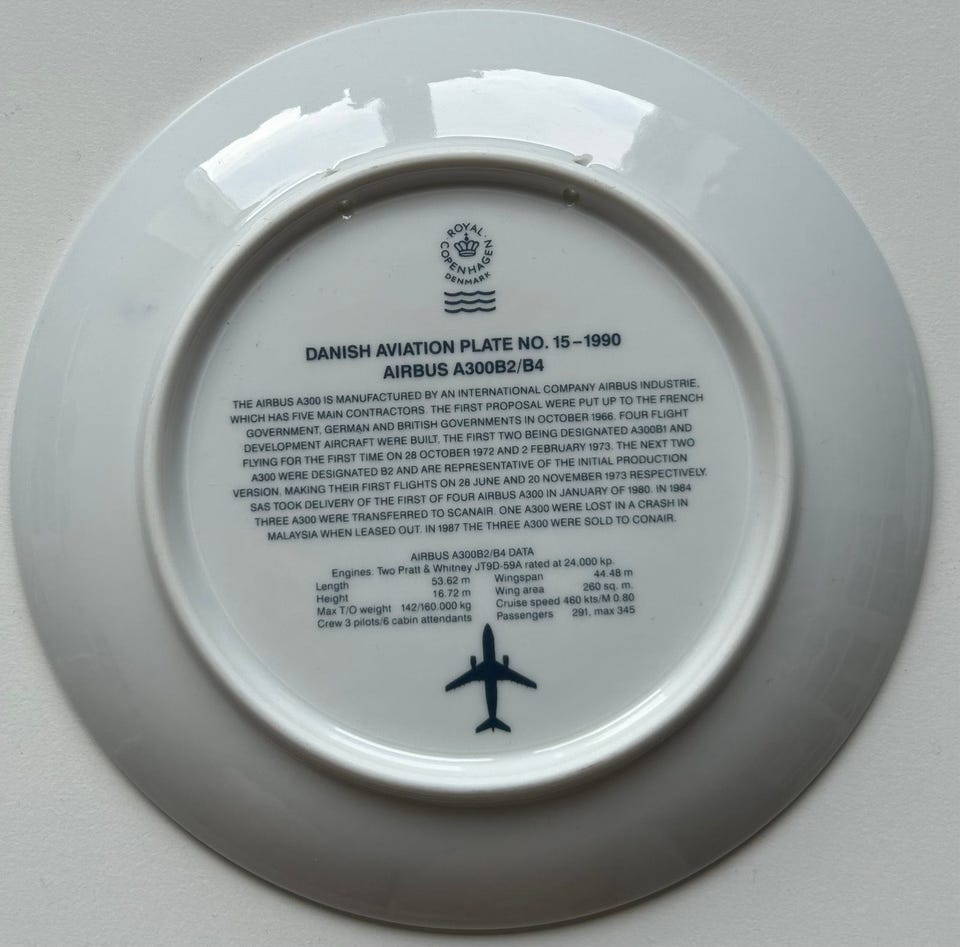 ROYAL COPENHAGEN
DENMARK
DANISH AVIATION PLATE NO. 15–1990
AIRBUS A300B2/B4
THE AIRBUS A300 IS MANUFACTURED BY AN INTERNATIONAL COMPANY AIRBUS INDUSTRIE,
WHICH HAS FIVE MAIN CONTRACTORS. THE FIRST PROPOSAL WERE PUT UP TO THE FRENCH
GOVERNMENT, GERMAN AND BRITISH GOVERNMENTS IN OCTOBER 1966. FOUR FLIGHT
DEVELOPMENT AIRCRAFT WERE BUILT, THE FIRST TWO BEING DESIGNATED A300B1 AND
FLYING FOR THE FIRST TIME ON 28 OCTOBER 1972 AND 2 FEBRUARY 1973. THE NEXT TWO
A300 WERE DESIGNATED B2 AND ARE REPRESENTATIVE OF THE INITIAL PRODUCTION
VERSION, MAKING THEIR FIRST FLIGHTS ON 28 JUNE AND 20 NOVEMBER 1973 RESPECTIVELY.
SAS TOOK DELIVERY OF THE FIRST OF FOUR AIRBUS A300 IN JANUARY OF 1980. IN 1984
THREE A300 WERE TRANSFERRED TO SCANAIR. ONE A300 WERE LOST IN A CRASH IN
MALAYSIA WHEN LEASED OUT. IN 1987 THE THREE A300 WERE SOLD TO CONAIR.
AIRBUS A300B2/B4 DATA
Engines. Two Pratt & Whitney JT9D-59A rated at 24,000 kp.
Length 53.62 m Wingspan 44.48 m
Height 16.72 m Wing area 260 sq. m.
Max T/O weight 142/160.000 kg Cruise speed 460 kts/M 0.80
Crew 3 pilots/6 cabin attendants Passengers 291, max 345